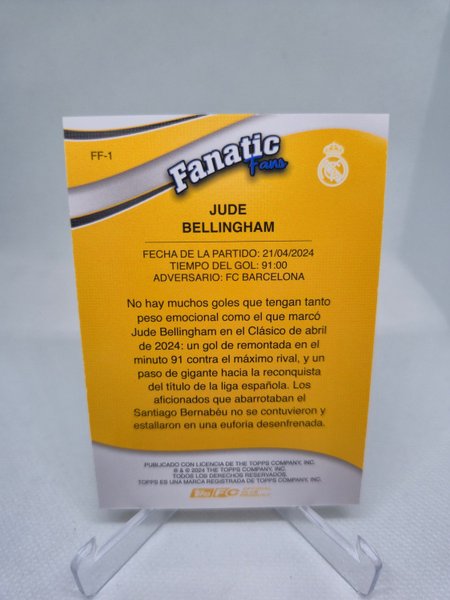 FF-1
Fanatic
Fans
JUDE
BELLINGHAM
FECHA DE LA PARTIDO: 21/04/2024
TIEMPO DEL GOL: 91:00
ADVERSARIO: FC BARCELONA
No hay muchos goles que tengan tanto
peso emocional como el que marcó
Jude Bellingham en el Clásico de abril
de 2024: un gol de remontada en el
minuto 91 contra el máximo rival, y un
paso de gigante hacia la reconquista
del título de la liga española. Los
aficionados que abarrotaban el
Santiago Bernabéu no se contuvieron y
estallaron en una euforia desenfrenada.
PUBLICADO CON LICENCIA DE THE TOPPS COMPANY, INC.
® & © 2024 THE TOPPS COMPANY, INC.
TODOS LOS DERECHOS RESERVADOS.
TOPPS ES UNA MARCA REGISTRADA DE TOPPS COMPANY, INC.
FC